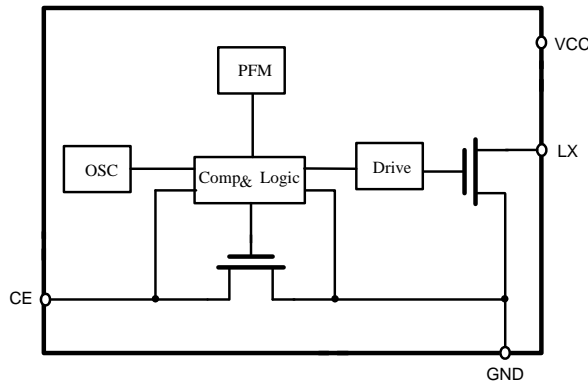 VCC
PFM
LX
OSC
Comp& Logic
Drive
CE
GND